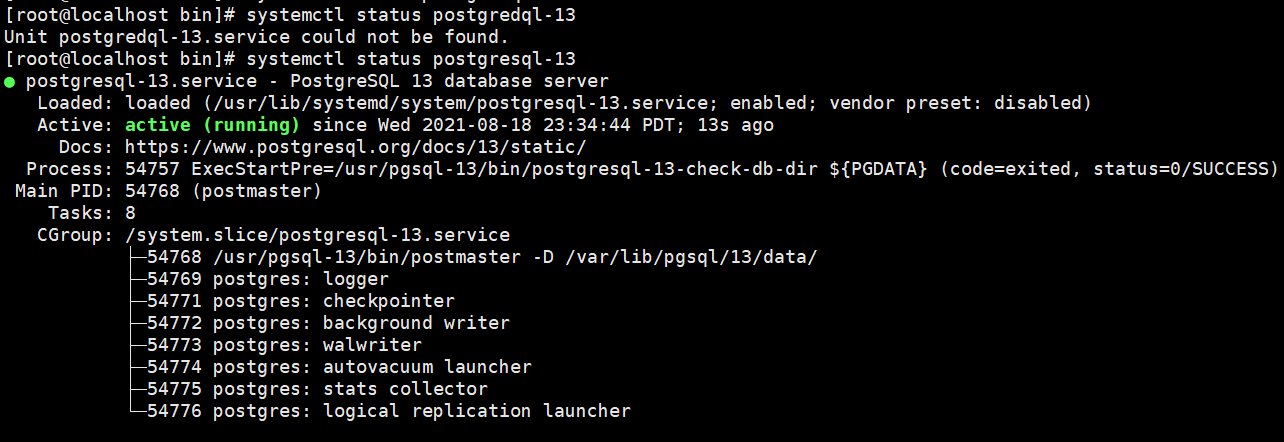 [root@localhost bin]# systemctl status postgredql-13
Unit postgredql-13.service could not be found.
[root@localhost bin]# systemctl status postgresql-13
● postgresql-13.service - PostgreSQL 13 database server
   Loaded: loaded (/usr/lib/systemd/system/postgresql-13.service; enabled; vendor preset: disabled)
   Active: active (running) since Wed 2021-08-18 23:34:44 PDT; 13s ago
     Docs: https://www.postgresql.org/docs/13/static/
  Process: 54757 ExecStartPre=/usr/pgsql-13/bin/postgresql-13-check-db-dir ${PGDATA} (code=exited, status=0/SUCCESS)
 Main PID: 54768 (postmaster)
    Tasks: 8
   CGroup: /system.slice/postgresql-13.service
           ├─54768 /usr/pgsql-13/bin/postmaster -D /var/lib/pgsql/13/data/
           ├─54769 postgres: logger
           ├─54771 postgres: checkpointer
           ├─54772 postgres: background writer
           ├─54773 postgres: walwriter
           ├─54774 postgres: autovacuum launcher
           ├─54775 postgres: stats collector
           └─54776 postgres: logical replication launcher